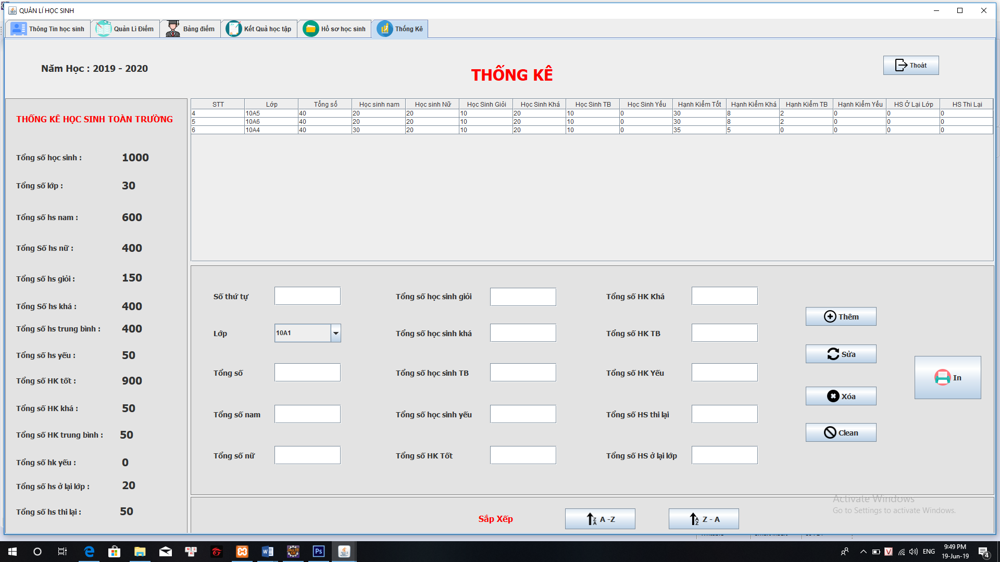 QUẢN LÍ HỌC SINH
Thông Tin học sinh Quản Lí Điểm Bảng điểm Kết Quả học tập Hồ sơ học sinh Thống Kê
Năm Học : 2019 - 2020
THỐNG KÊ
Thoát
THỐNG KÊ HỌC SINH TOÀN TRƯỜNG
Tổng số học sinh : 1000
Tổng số lớp : 30
Tổng số hs nam : 600
Tổng Số hs nữ : 400
Tổng số hs giỏi : 150
Tổng Số hs khá : 400
Tổng số hs trung bình : 400
Tổng số hs yếu : 50
Tổng số HK tốt : 900
Tổng số HK khá : 50
Tổng số HK trung bình : 50
Tổng số hk yếu : 0
Tổng số hs ở lại lớp : 20
Tổng số hs thi lại : 50
STT Lớp Tổng số Học sinh nam Học sinh Nữ Học Sinh Giỏi Học Sinh Khá Học Sinh TB Học Sinh Yếu Hạnh Kiểm Tốt Hạnh Kiểm Khá Hạnh Kiểm TB Hạnh Kiểm Yếu HS Ở Lại Lớp HS Thi Lại
4 10A5 40 20 20 10 20 10 0 30 8 2 0 0 0
5 10A6 40 20 20 10 20 10 0 30 8 2 0 0 0
6 10A4 40 30 20 10 20 10 0 35 5 0 0 0 0
Số thứ tự Tổng số học sinh giỏi Tổng số HK Khá
Lớp 10A1 Tổng số học sinh khá Tổng số HK TB
Tổng số Tổng số học sinh TB Tổng số HK Yếu
Tổng số nam Tổng số học sinh yếu Tổng số HS thi lại
Tổng số nữ Tổng số HK Tốt Tổng số HS ở lại lớp
Thêm
Sửa
Xóa
Clean
In
Sắp Xếp A -Z Z - A
Activate Windows
Go to Settings to activate Windows.
ENG
9:49 PM
19-Jun-19
4